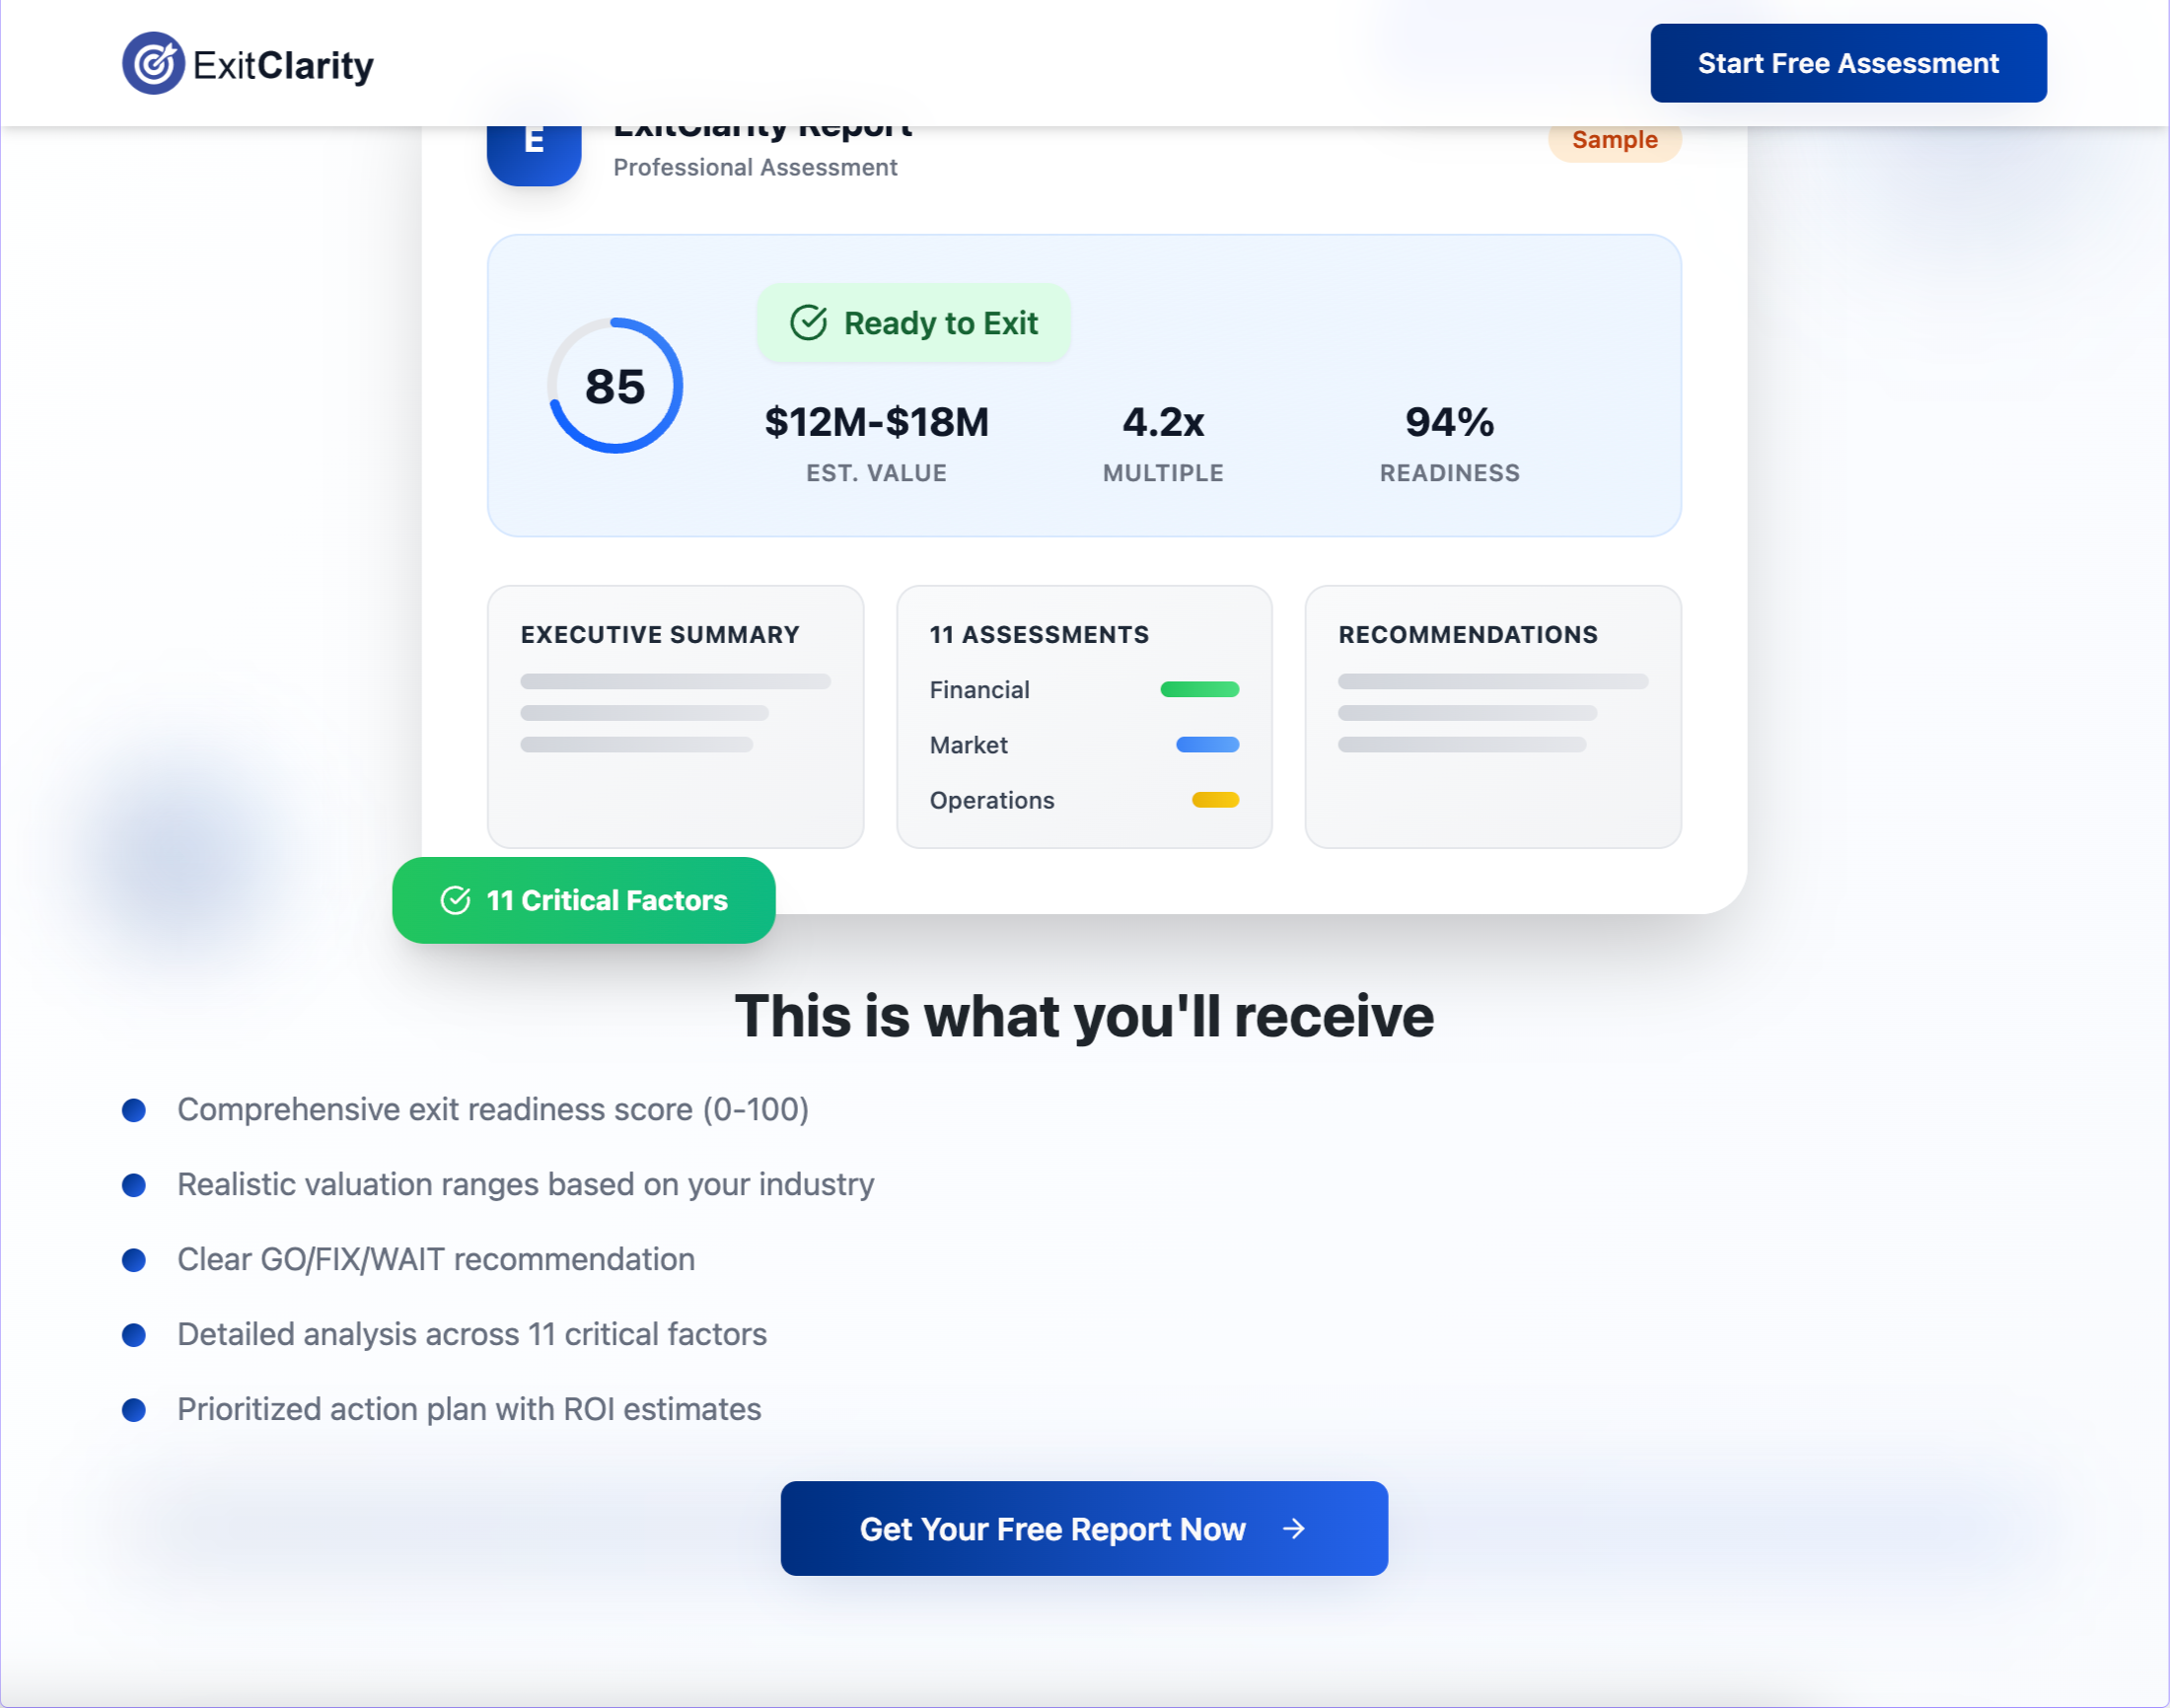 ExitClarity
Start Free Assessment
E
ExitClarity Report
Sample
Professional Assessment
Ready to Exit
85
$12M-$18M
4.2x
94%
EST. VALUE
MULTIPLE
READINESS
EXECUTIVE SUMMARY
11 ASSESSMENTS
Financial
Market
Operations
RECOMMENDATIONS
11 Critical Factors
This is what you'll receive
Comprehensive exit readiness score (0-100)
Realistic valuation ranges based on your industry
Clear GO/FIX/WAIT recommendation
Detailed analysis across 11 critical factors
Prioritized action plan with ROI estimates
Get Your Free Report Now